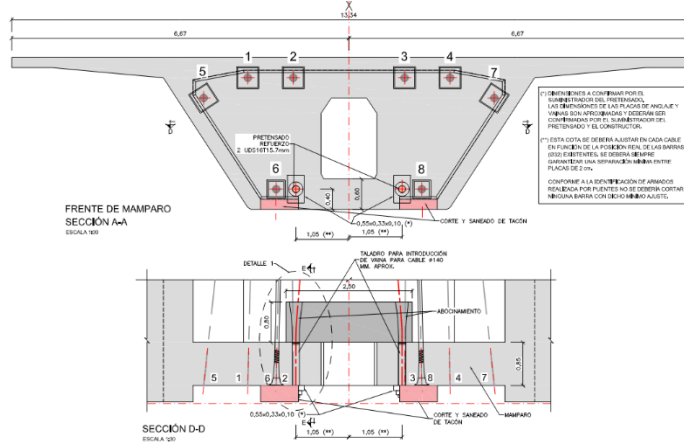 13,34
6,67
6,67
1
2
3
4
5
7
(*) DIMENSIONES A CONFIRMAR POR EL
SUMINISTRADOR DEL PRETENSADO.
LAS DIMENSIONES DE LAS PLACAS DE ANCLAJE Y
VAINAS SON APROXIMADAS Y DEBERÁN SER
CONFIRMADAS POR EL SUMINISTRADOR DEL
PRETENSADO Y EL CONSTRUCTOR.
(**) ESTA COTA SE DEBERÁ AJUSTAR EN CADA CABLE
EN FUNCIÓN DE LA POSICIÓN REAL DE LAS BARRAS
(Ø32) EXISTENTES. SE DEBERÁ SIEMPRE
GARANTIZAR UNA SEPARACIÓN MÍNIMA ENTRE
PLACAS DE 2 cm.
CONFORME A LA IDENTIFICACIÓN DE ARMADOS
REALIZADA POR PUENTES NO SE DEBERÍA CORTAR
NINGUNA BARRA CON DICHO MÍNIMO AJUSTE.
D
D
PRETENSADO
REFUERZO
2 UDS16T15.7mm
6
8
0,40
0,60
FRENTE DE MAMPARO
SECCIÓN A-A
ESCALA 1:20
0,55x0,33x0,10 (*)
CORTE Y SANEADO DE TACÓN
1,05 (**)
1,05 (**)
DETALLE 1
E
TALADRO PARA INTRODUCCIÓN
DE VAINA PARA CABLE Ø140
MM. APROX.
2,50
0,80
ABOCINAMIENTO
0,85
5
1
6
2
3
8
4
7
0,55x0,33x0,10 (*)
MAMPARO
CORTE Y SANEADO
DE TACÓN
E
1,05 (**)
1,05 (**)
SECCIÓN D-D
ESCALA 1:20